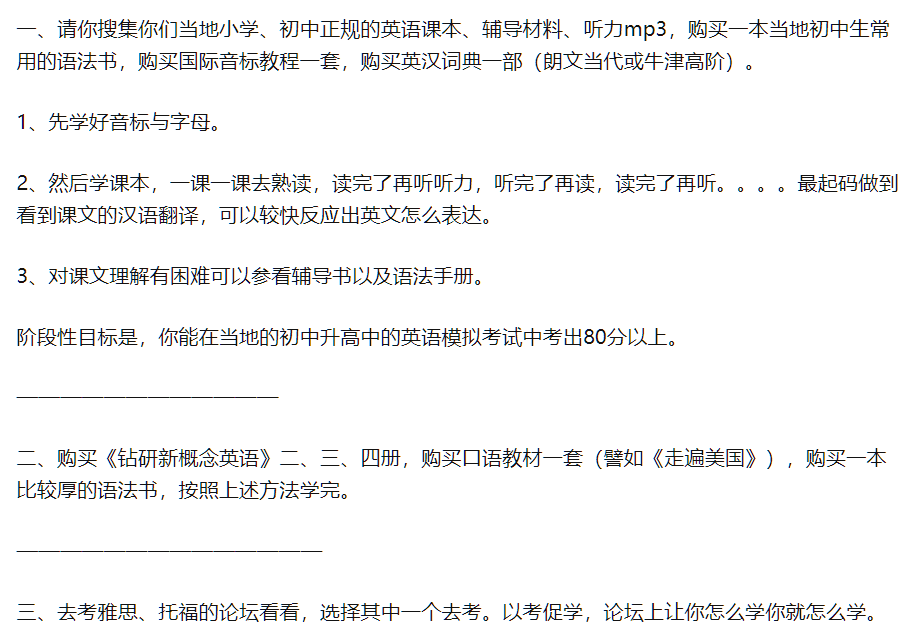 一、请你搜集你们当地小学、初中正规的英语课本、辅导材料、听力mp3，购买一本当地初中生常
用的语法书，购买国际音标教程一套，购买英汉词典一部（朗文当代或牛津高阶）。
1、先学好音标与字母。
2、然后学课本，一课一课去熟读，读完了再听听力，听完了再读，读完了再听。。。。最起码做到
看到课文的汉语翻译，可以较快反应出英文怎么表达。
3、对课文理解有困难可以参看辅导书以及语法手册。
阶段性目标是，你能在当地的初中升高中的英语模拟考试中考出80分以上。
————————————
二、购买《钻研新概念英语》二、三、四册，购买口语教材一套（譬如《走遍美国》），购买一本
比较厚的语法书，按照上述方法学完。
——————————————
三、去考雅思、托福的论坛看看，选择其中一个去考。以考促学，论坛上让你怎么学你就怎么学。